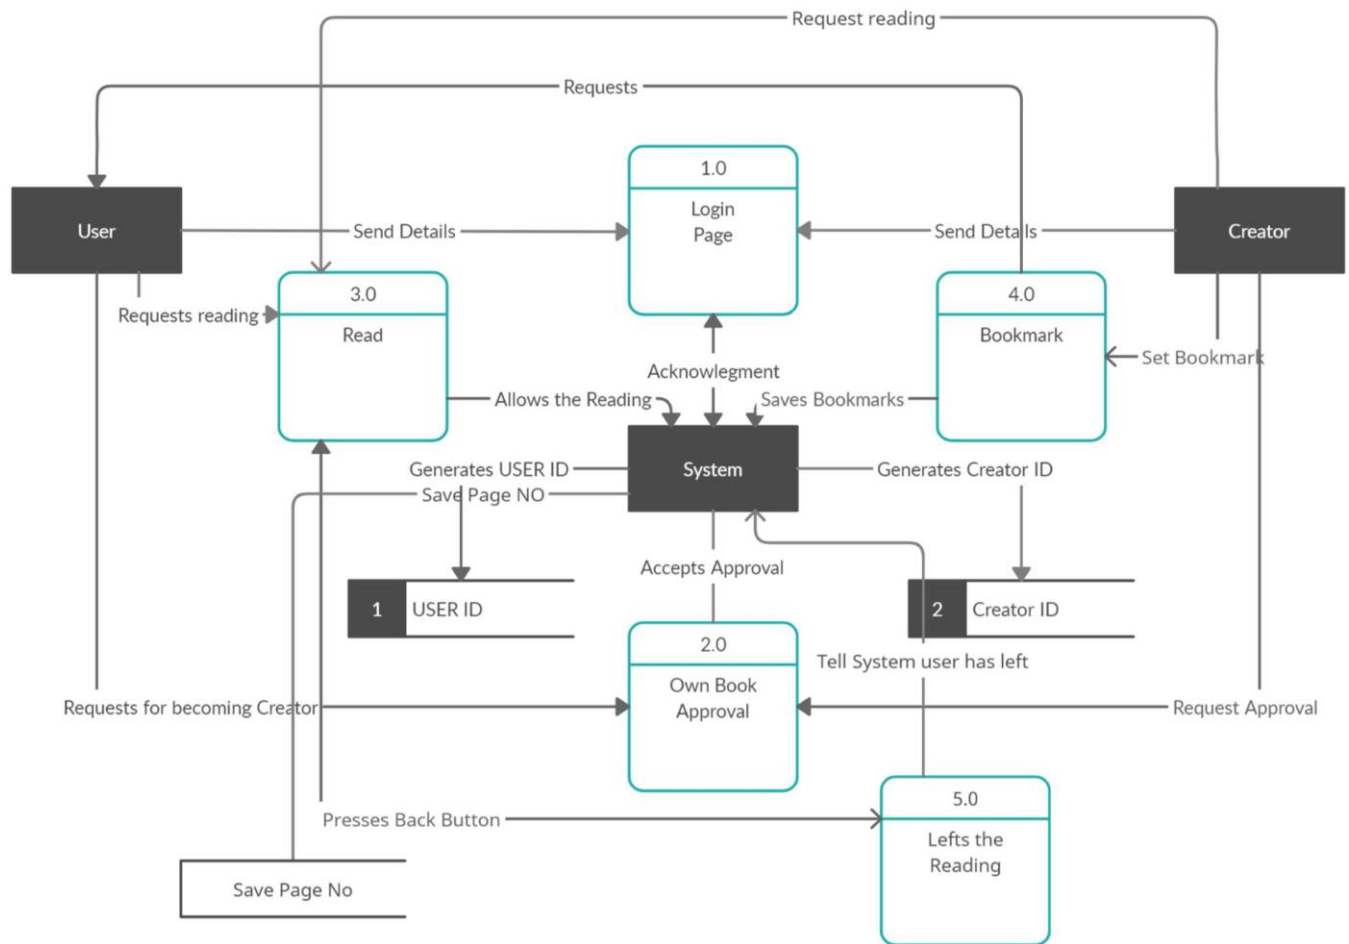 Request reading
Requests
1.0
Login
Page
User
Send Details
Send Details
Creator
3.0
Read
4.0
Bookmark
Requests reading
Set Bookmark
Acknowlegment
Allows the Reading
Saves Bookmarks
System
Generates USER ID
Generates Creator ID
Save Page NO
Accepts Approval
1
USER ID
2
Creator ID
2.0
Own Book
Approval
Tell System user has left
Requests for becoming Creator
Request Approval
5.0
Lefts the
Reading
Presses Back Button
Save Page No